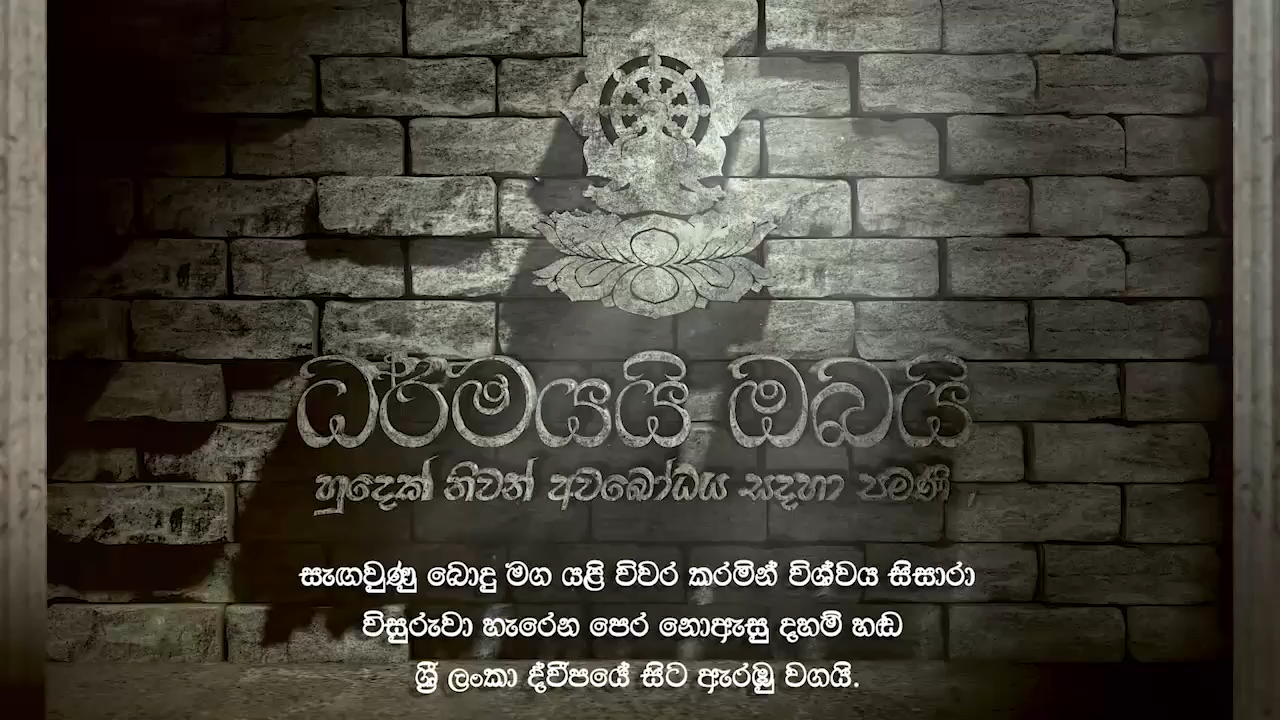 ධර්මයයි ඔබයි
හුදෙක් නිවන් අවබෝධය සඳහා පමණි
සැඟවුණු බොදු මග යළි විවර කරමින් විශ්වය සිසාරා
විසුරුවා හැරෙන පෙර නොඇසු දහම් හඬ
ශ්‍රී ලංකා ද්වීපයේ සිට ඇරඹු වගයි.